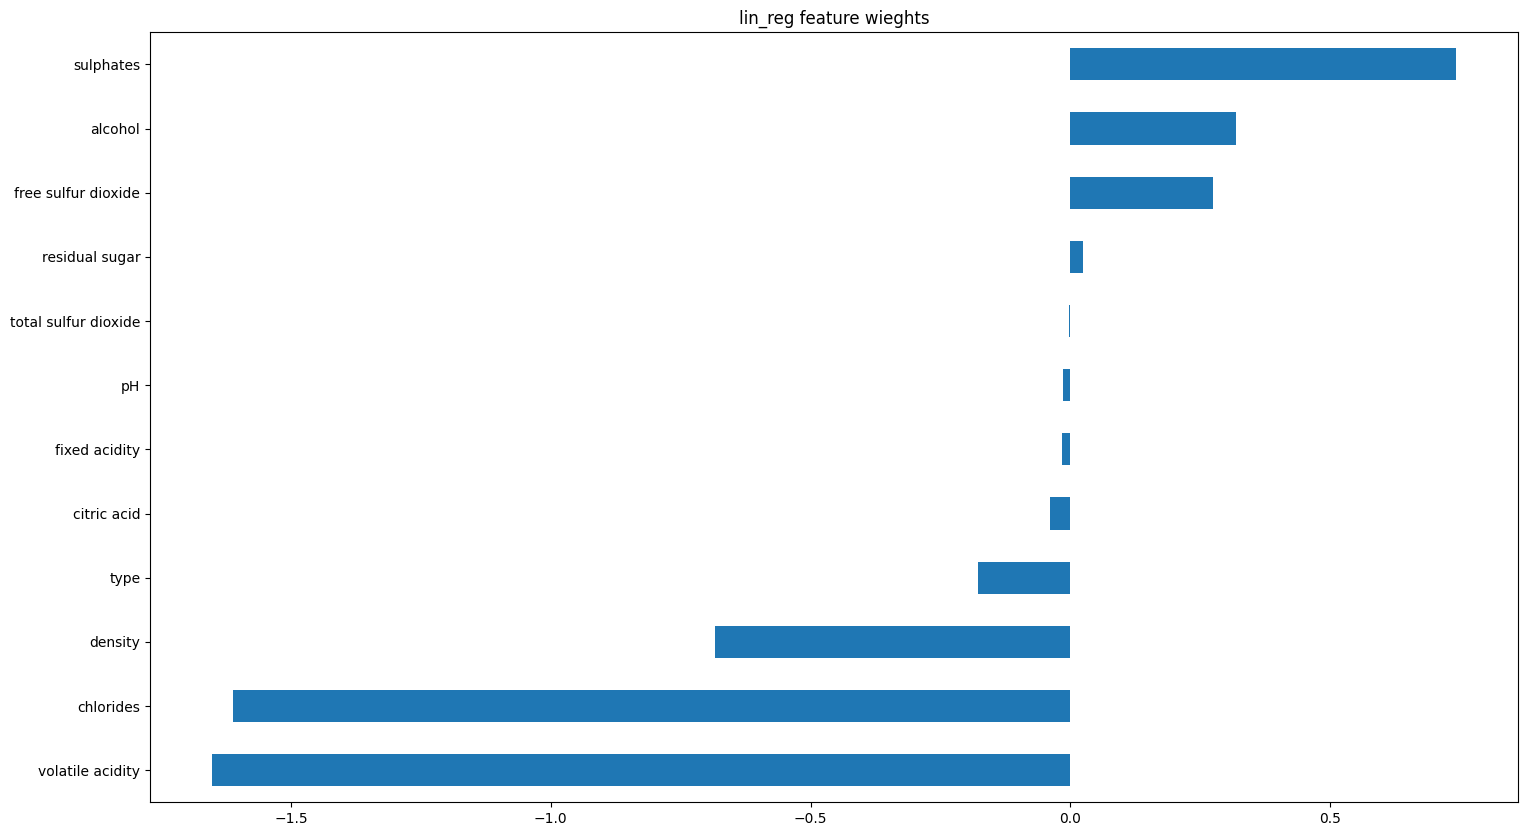 lin_reg feature wieghts
sulphates
alcohol
free sulfur dioxide
residual sugar
total sulfur dioxide
pH
fixed acidity
citric acid
type
density
chlorides
volatile acidity
−1.5 −1.0 −0.5 0.0 0.5